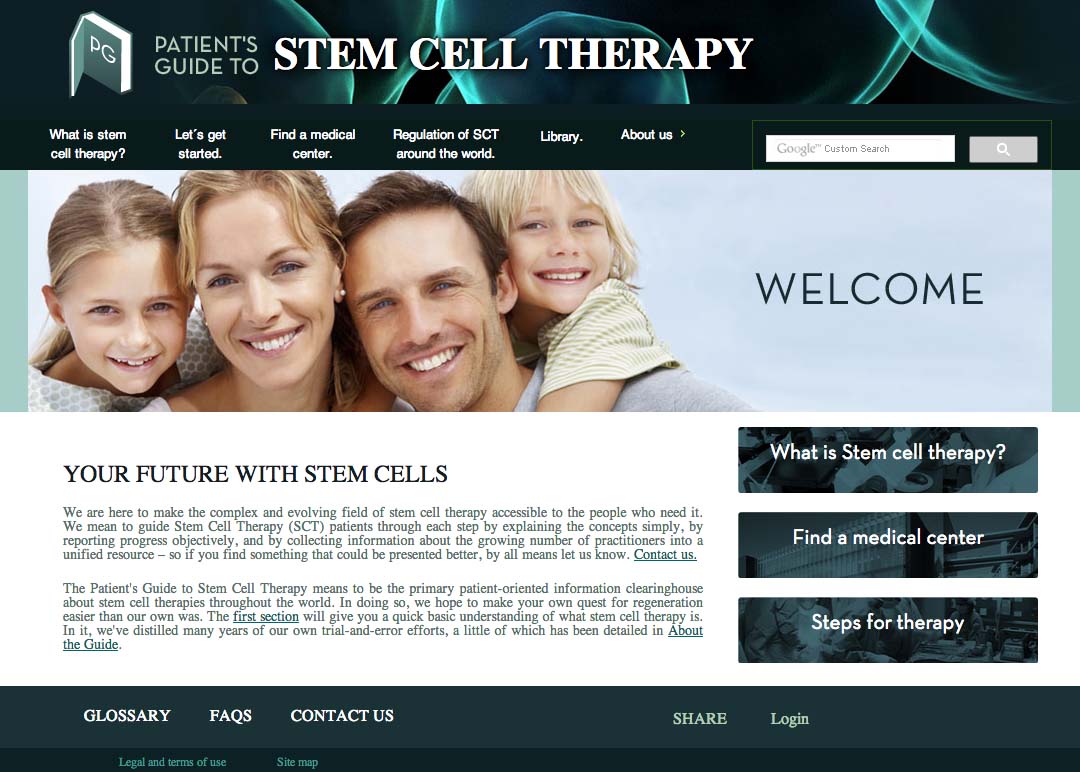 PG
PATIENT'S
GUIDE TO
STEM CELL THERAPY
What is stem
cell therapy?
Let´s get
started.
Find a medical
center.
Regulation of SCT
around the world.
Library.
About us >
Google™ Custom Search
WELCOME
YOUR FUTURE WITH STEM CELLS
We are here to make the complex and evolving field of stem cell therapy accessible to the people who need it.
We mean to guide Stem Cell Therapy (SCT) patients through each step by explaining the concepts simply, by
reporting progress objectively, and by collecting information about the growing number of practitioners into a
unified resource – so if you find something that could be presented better, by all means let us know. Contact us.
The Patient's Guide to Stem Cell Therapy means to be the primary patient-oriented information clearinghouse
about stem cell therapies throughout the world. In doing so, we hope to make your own quest for regeneration
easier than our own was. The first section will give you a quick basic understanding of what stem cell therapy is.
In it, we've distilled many years of our own trial-and-error efforts, a little of which has been detailed in About
the Guide.
What is Stem cell therapy?
Find a medical center
Steps for therapy
GLOSSARY
FAQS
CONTACT US
SHARE
Login
Legal and terms of use
Site map